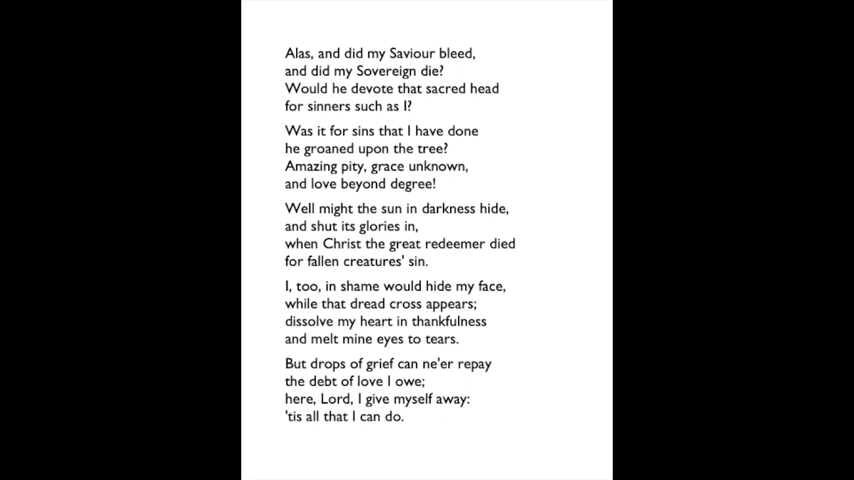 Alas, and did my Saviour bleed,
and did my Sovereign die?
Would he devote that sacred head
for sinners such as I?
Was it for sins that I have done
he groaned upon the tree?
Amazing pity, grace unknown,
and love beyond degree!
Well might the sun in darkness hide,
and shut its glories in,
when Christ the great redeemer died
for fallen creatures' sin.
I, too, in shame would hide my face,
while that dread cross appears;
dissolve my heart in thankfulness
and melt mine eyes to tears.
But drops of grief can ne'er repay
the debt of love I owe;
here, Lord, I give myself away:
'tis all that I can do.